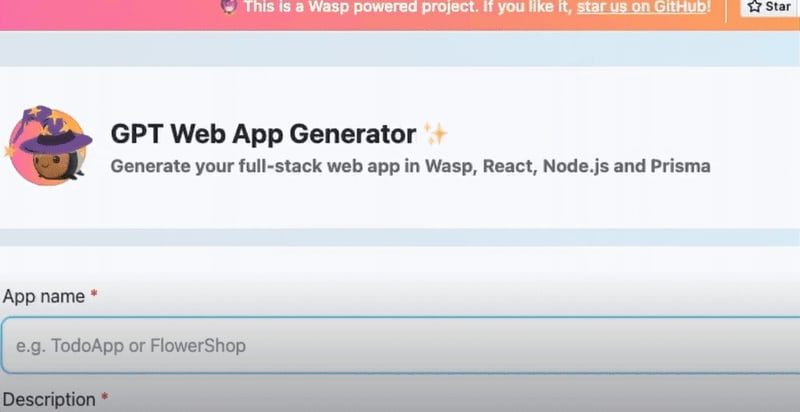 This is a Wasp powered project. If you like it, star us on GitHub!
Star
GPT Web App Generator ✨
Generate your full-stack web app in Wasp, React, Node.js and Prisma
App name *
e.g. TodoApp or FlowerShop
Description *